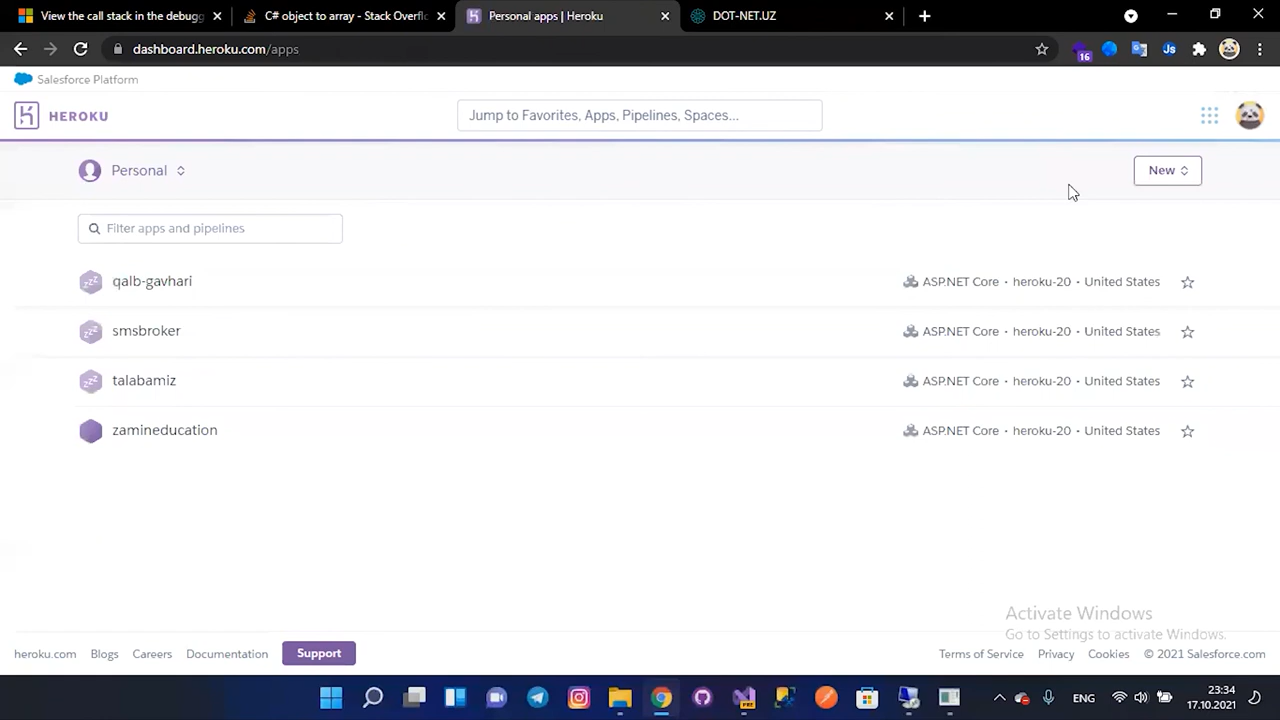 View the call stack in the debugg
C# object to array - Stack Overflo
Personal apps | Heroku
DOT-NET.UZ
dashboard.heroku.com/apps
16
Js
Salesforce Platform
HEROKU
Jump to Favorites, Apps, Pipelines, Spaces...
Personal
New
Filter apps and pipelines
qalb-gavhari
ASP.NET Core • heroku-20 • United States
smsbroker
ASP.NET Core • heroku-20 • United States
talabamiz
ASP.NET Core • heroku-20 • United States
zamineducation
ASP.NET Core • heroku-20 • United States
Activate Windows
Go to Settings to activate Windows.
heroku.com Blogs Careers Documentation Support
Terms of Service Privacy Cookies © 2021 Salesforce.com
PRE
ENG
23:34
17.10.2021